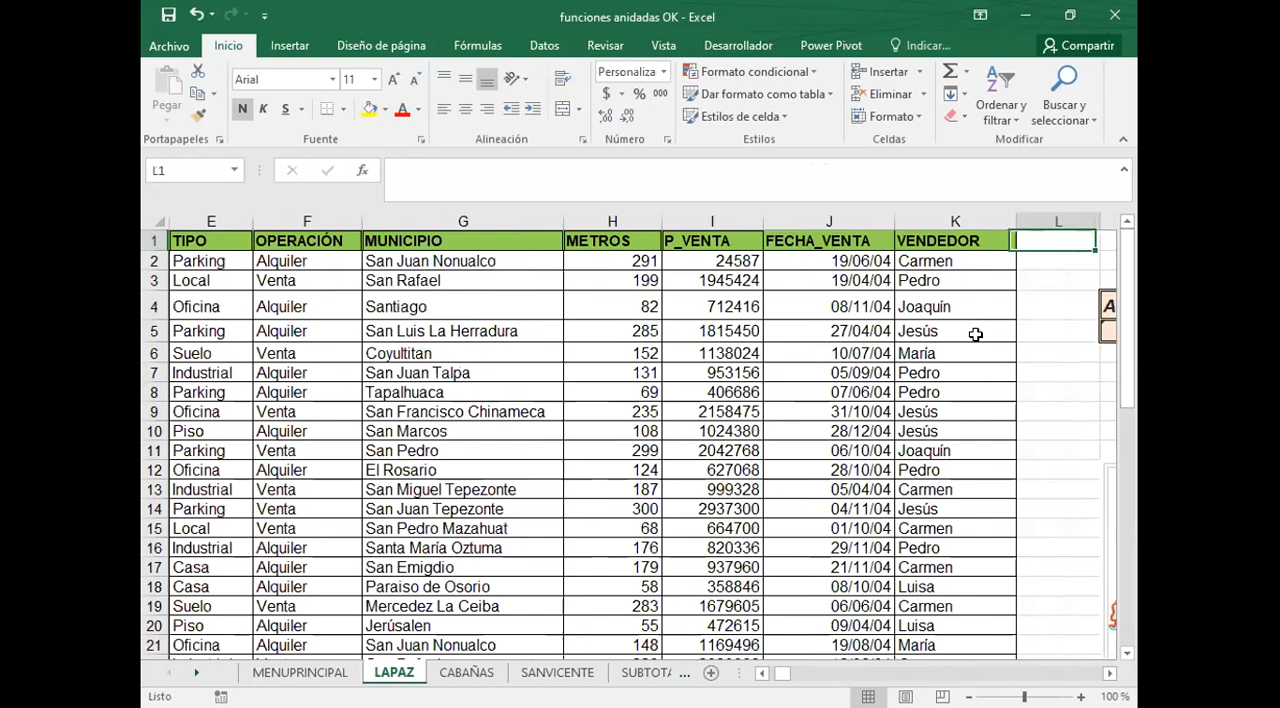 funciones anidadas OK - Excel
Archivo Inicio Insertar Diseño de página Fórmulas Datos Revisar Vista Desarrollador Power Pivot Indicar... Compartir
Pegar
Arial 11
N K S
Personaliza
$ % 000
Formato condicional
Dar formato como tabla
Estilos de celda
Insertar
Eliminar
Formato
Ordenar y filtrar
Buscar y seleccionar
Portapapeles Fuente Alineación Número Estilos Celdas Modificar
L1 fx
E F G H I J K L
1 TIPO OPERACIÓN MUNICIPIO METROS P_VENTA FECHA_VENTA VENDEDOR
2 Parking Alquiler San Juan Nonualco 291 24587 19/06/04 Carmen
3 Local Venta San Rafael 199 1945424 19/04/04 Pedro
4 Oficina Alquiler Santiago 82 712416 08/11/04 Joaquín A
5 Parking Alquiler San Luis La Herradura 285 1815450 27/04/04 Jesús
6 Suelo Venta Coyultitan 152 1138024 10/07/04 María
7 Industrial Alquiler San Juan Talpa 131 953156 05/09/04 Pedro
8 Parking Alquiler Tapalhuaca 69 406686 07/06/04 Pedro
9 Oficina Venta San Francisco Chinameca 235 2158475 31/10/04 Jesús
10 Piso Alquiler San Marcos 108 1024380 28/12/04 Jesús
11 Parking Venta San Pedro 299 2042768 06/10/04 Joaquín
12 Oficina Alquiler El Rosario 124 627068 28/10/04 Pedro
13 Industrial Venta San Miguel Tepezonte 187 999328 05/04/04 Carmen
14 Parking Venta San Juan Tepezonte 300 2937300 04/11/04 Jesús
15 Local Venta San Pedro Mazahuat 68 664700 01/10/04 Carmen
16 Industrial Alquiler Santa María Oztuma 176 820336 29/11/04 Pedro
17 Casa Alquiler San Emigdio 179 937960 21/11/04 Carmen
18 Casa Alquiler Paraiso de Osorio 58 358846 08/10/04 Luisa
19 Suelo Venta Mercedez La Ceiba 283 1679605 06/06/04 Carmen
20 Piso Alquiler Jerúsalen 55 472615 09/04/04 Luisa
21 Oficina Alquiler San Juan Nonualco 148 1169496 19/08/04 María
MENUPRINCIPAL LAPAZ CABAÑAS SANVICENTE SUBTOTA ...
Listo 100 %